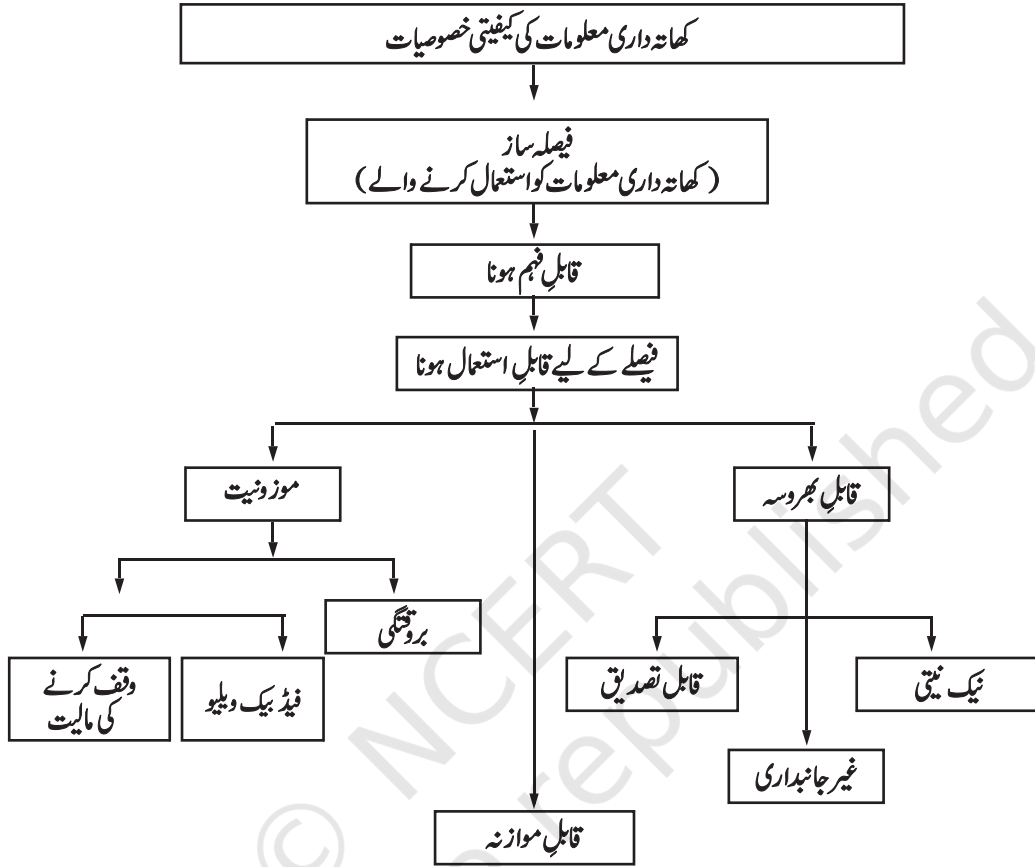 کھاتہ داری معلومات کی کیفیتی خصوصیات
فیصلہ ساز
(کھاتہ داری معلومات کو استعمال کرنے والے)
قابلِ فہم ہونا
فیصلے کے لیے قابلِ استعمال ہونا
موزونیت
قابلِ بھروسہ
بروقتگی
وقف کرنے
کی مالیت
فیڈ بیک ویلیو
قابل تصدیق
نیک نیتی
غیر جانبداری
قابلِ موازنہ
© NCERT
republished